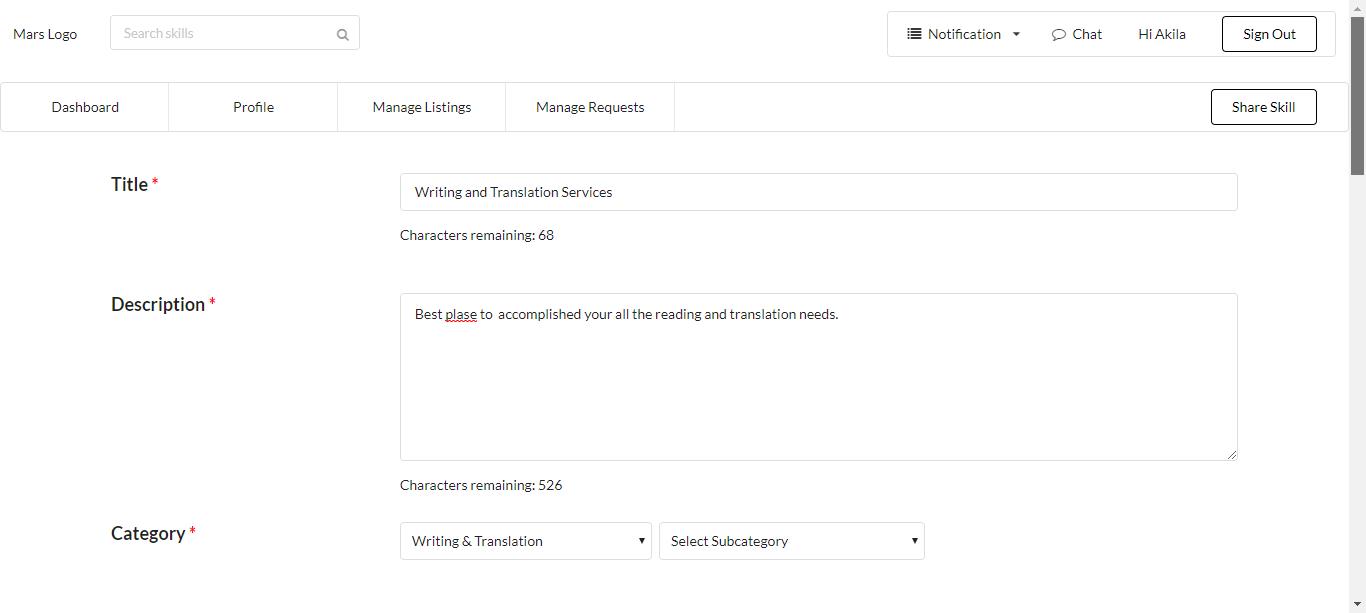 Mars Logo
Search skills
Notification
Chat
Hi Akila
Sign Out
Dashboard
Profile
Manage Listings
Manage Requests
Share Skill
Title *
Writing and Translation Services
Characters remaining: 68
Description *
Best plase to  accomplished your all the reading and translation needs.
Characters remaining: 526
Category *
Writing & Translation
Select Subcategory